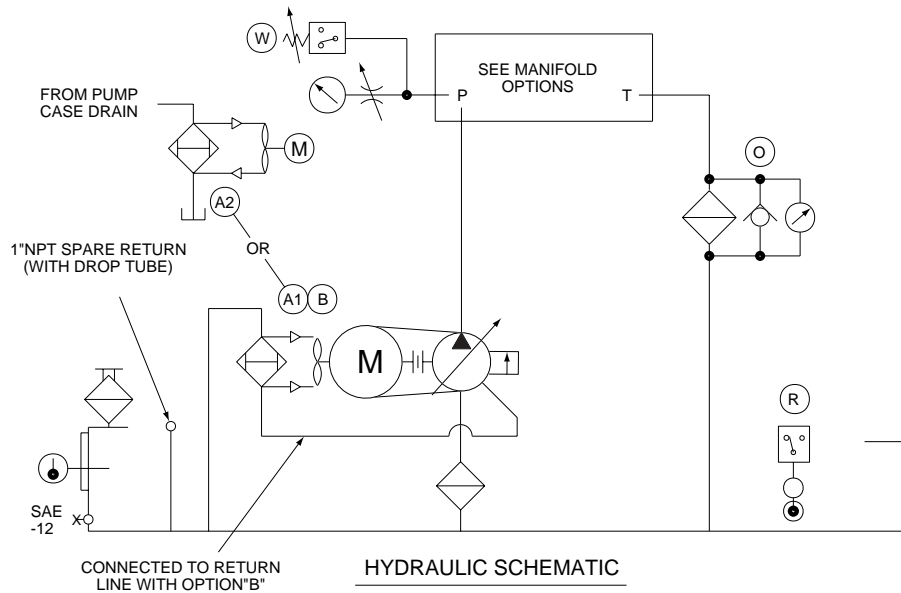 W
SEE MANIFOLD
OPTIONS
P
T
FROM PUMP
CASE DRAIN
M
O
A2
1"NPT SPARE RETURN
(WITH DROP TUBE)
OR
A1
B
M
R
SAE
-12
X
CONNECTED TO RETURN
LINE WITH OPTION"B"
HYDRAULIC SCHEMATIC